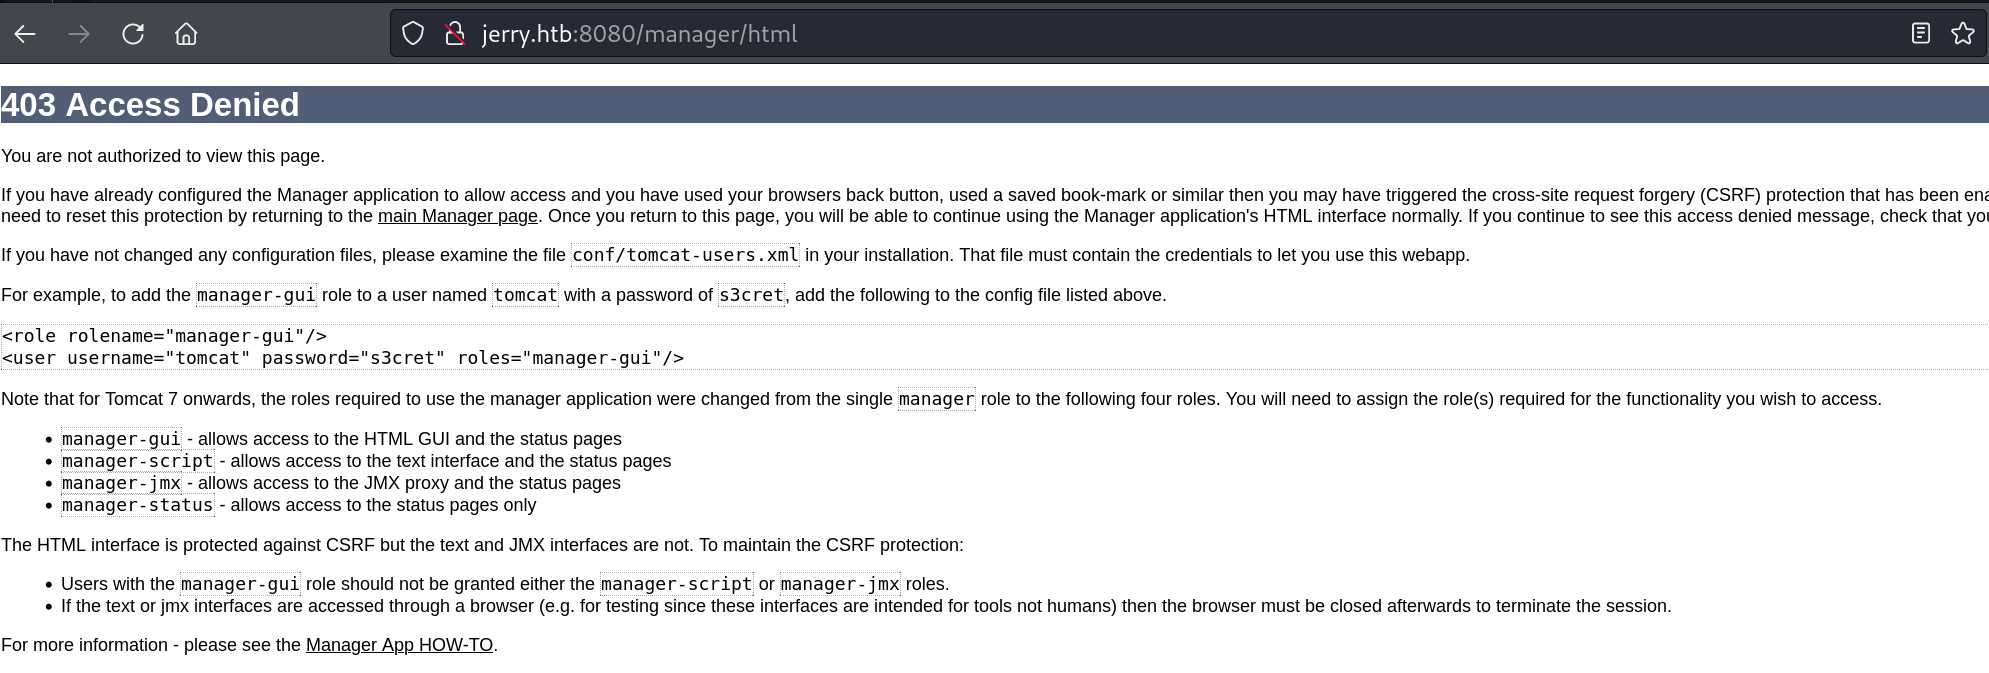 jerry.htb:8080/manager/html
403 Access Denied
You are not authorized to view this page.
If you have already configured the Manager application to allow access and you have used your browsers back button, used a saved book-mark or similar then you may have triggered the cross-site request forgery (CSRF) protection that has been
need to reset this protection by returning to the main Manager page. Once you return to this page, you will be able to continue using the Manager application's HTML interface normally. If you continue to see this access denied message, check that
If you have not changed any configuration files, please examine the file conf/tomcat-users.xml in your installation. That file must contain the credentials to let you use this webapp.
For example, to add the manager-gui role to a user named tomcat with a password of s3cret, add the following to the config file listed above.
<role rolename="manager-gui"/>
<user username="tomcat" password="s3cret" roles="manager-gui"/>
Note that for Tomcat 7 onwards, the roles required to use the manager application were changed from the single manager role to the following four roles. You will need to assign the role(s) required for the functionality you wish to access.
• manager-gui - allows access to the HTML GUI and the status pages
• manager-script - allows access to the text interface and the status pages
• manager-jmx - allows access to the JMX proxy and the status pages
• manager-status - allows access to the status pages only
The HTML interface is protected against CSRF but the text and JMX interfaces are not. To maintain the CSRF protection:
• Users with the manager-gui role should not be granted either the manager-script or manager-jmx roles.
• If the text or jmx interfaces are accessed through a browser (e.g. for testing since these interfaces are intended for tools not humans) then the browser must be closed afterwards to terminate the session.
For more information - please see the Manager App HOW-TO.